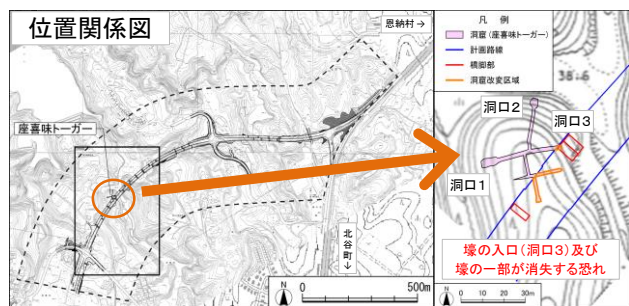 位置関係図
恩納村→
座喜味トーガー
北谷町↓
N
0
500m
凡 例
洞窟(座喜味トーガー)
計画路線
橋脚部
洞窟改変区域
38.6
洞口2
洞口3
洞口1
壕の入口(洞口3)及び
壕の一部が消失する恐れ
N
0 10 20 30m